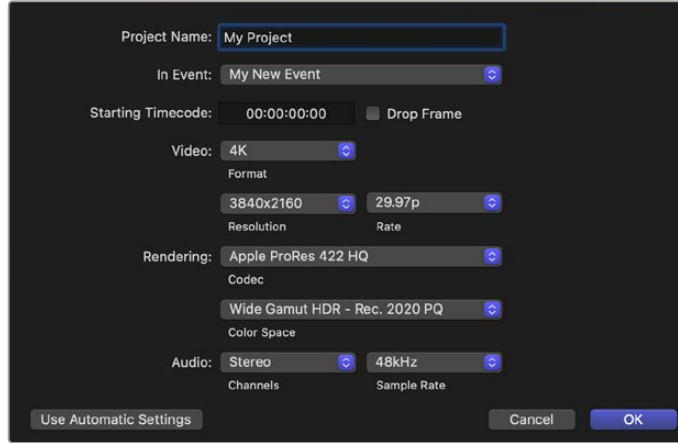 Project Name: My Project
In Event: My New Event
Starting Timecode: 00:00:00:00 Drop Frame
Video: 4K
Format
3840x2160 29.97p
Resolution Rate
Rendering: Apple ProRes 422 HQ
Codec
Wide Gamut HDR - Rec. 2020 PQ
Color Space
Audio: Stereo 48kHz
Channels Sample Rate
Use Automatic Settings Cancel OK